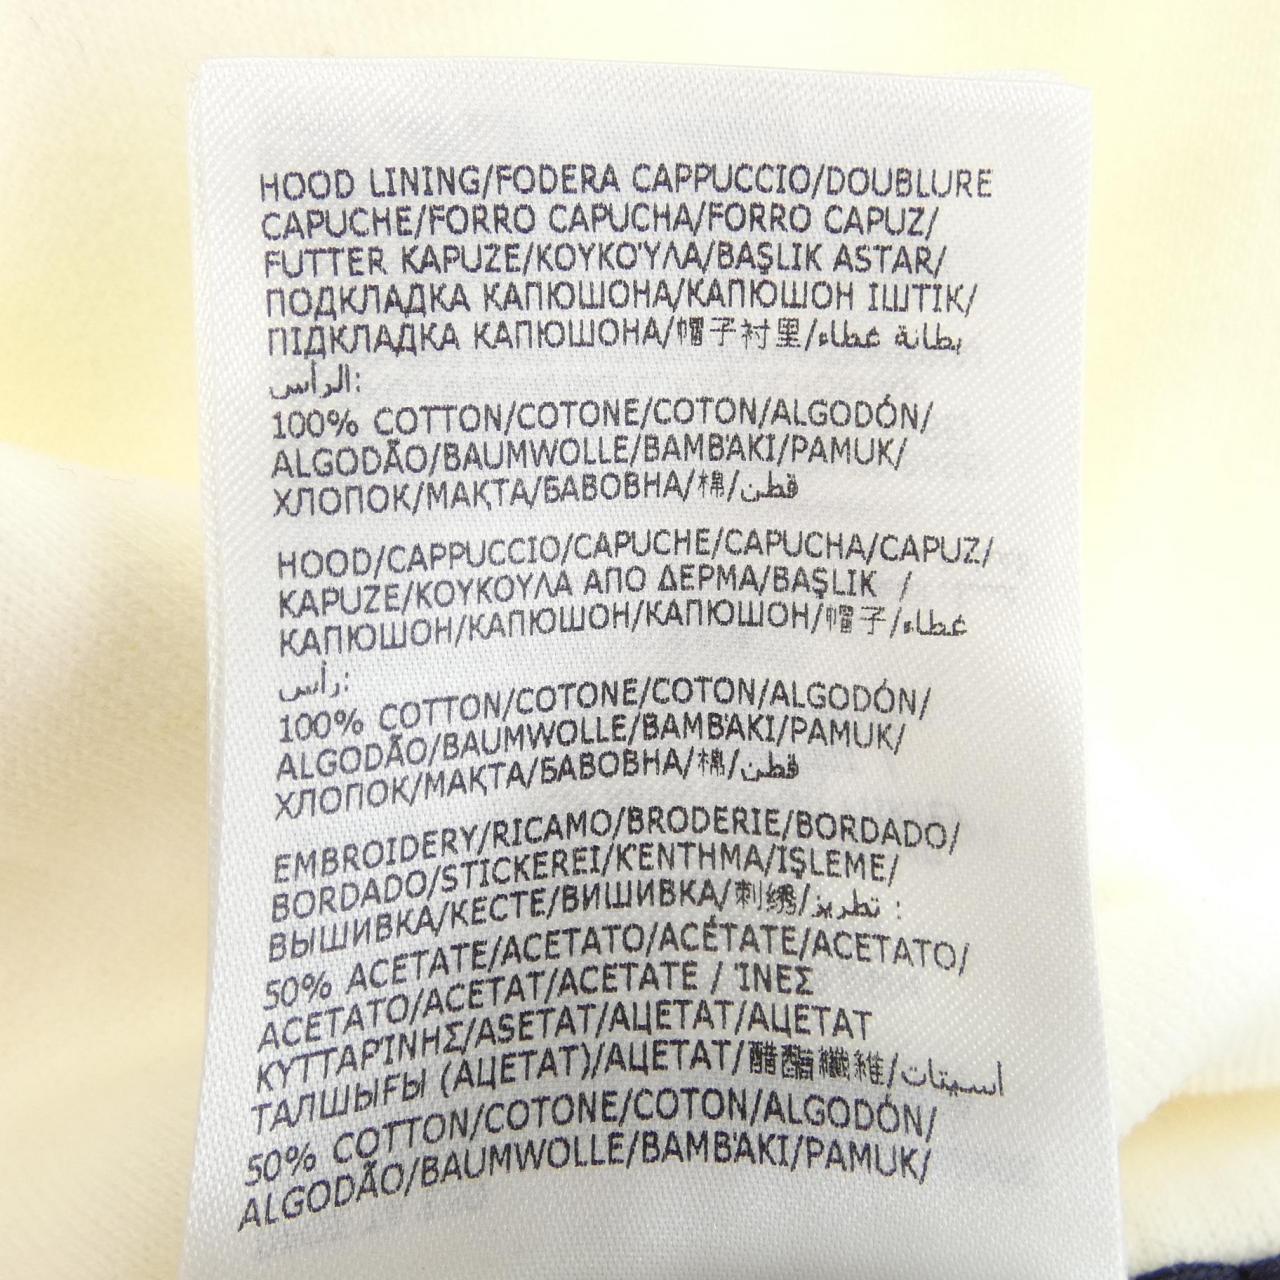 HOOD LINING/FODERA CAPPUCCIO/DOUBLURE
CAPUCHE/FORRO CAPUCHA/FORRO CAPUZ/
FUTTER KAPUZE/ΚΟΥΚΟΎΛΑ/BAŞLIK ASTAR/
ПОДКЛАДКА КАПЮШОНА/КАПЮШОН ІШТІК/
ПІДКЛАДКА КАПЮШОНА/帽子衬里/بطانة غطاء
الرأس:
100% COTTON/COTONE/COTON/ALGODÓN/
ALGODÃO/BAUMWOLLE/ΒΑΜΒΆΚΙ/PAMUK/
ХЛОПОК/МАҚТА/БАВОВНА/棉/قطن
HOOD/CAPPUCCIO/CAPUCHE/CAPUCHA/CAPUZ/
KAPUZE/ΚΟΥΚΟΥΛΑ ΑΠΟ ΔΕΡΜΑ/BAŞLIK /
КАПЮШОН/КАПЮШОН/КАПЮШОН/帽子/غطاء
رأس:
100% COTTON/COTONE/COTON/ALGODÓN/
ALGODÃO/BAUMWOLLE/ΒΑΜΒΆΚΙ/PAMUK/
ХЛОПОК/МАҚТА/БАВОВНА/棉/قطن
EMBROIDERY/RICAMO/BRODERIE/BORDADO/
BORDADO/STICKEREI/ΚΈΝΤΗΜΑ/IŞLEME/
ВЫШИВКА/КЕСТЕ/ВИШИВКА/刺绣/تطريز :
50% ACETATE/ACETATO/ACÉTATE/ACETATO/
ACETATO/ACETAT/ACETATE / ΊΝΕΣ
ΚΥΤΤΑΡΊΝΗΣ/ASETAT/АЦЕТАТ/АЦЕТАТ
ТАЛШЫҒЫ (АЦЕТАТ)/АЦЕТАТ/醋酯纖維/أسيتات
50% COTTON/COTONE/COTON/ALGODÓN/
ALGODÃO/BAUMWOLLE/ΒΑΜΒΆΚΙ/PAMUK/